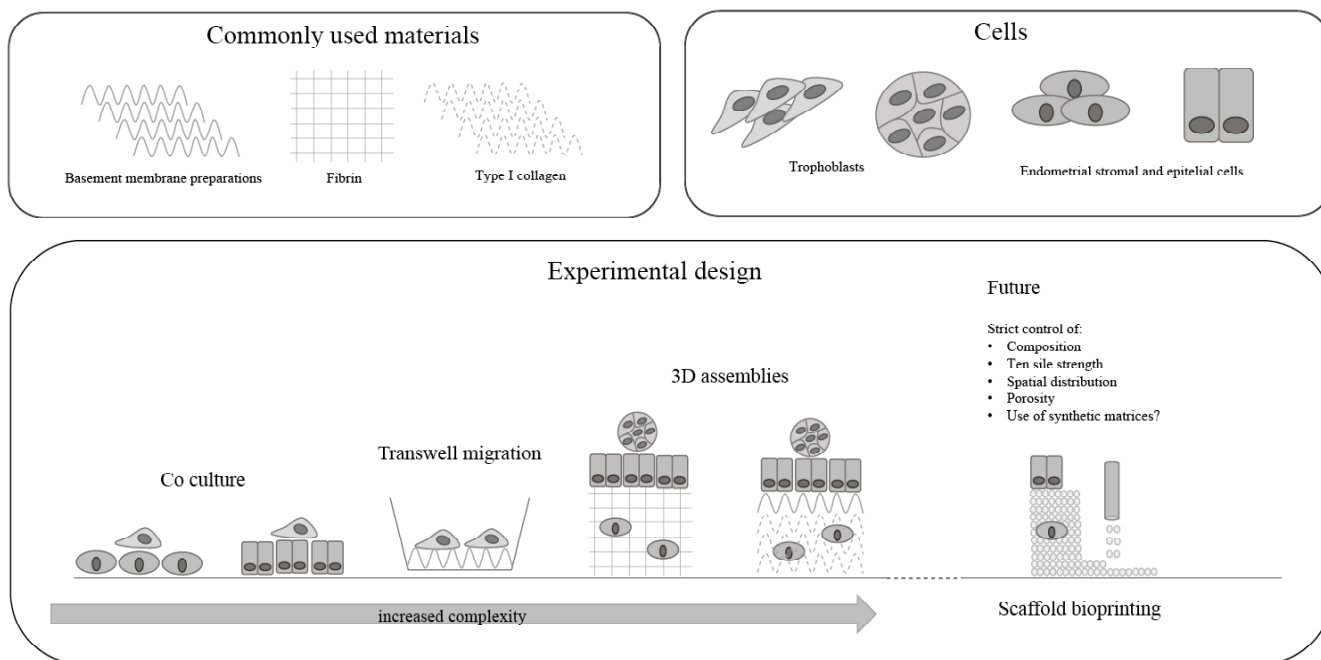 Commonly used materials
Basement membrane preparations
Fibrin
Type I collagen
Cells
Trophoblasts
Endometrial stromal and epitelial cells
Experimental design
Co culture
Transwell migration
3D assemblies
Future
Strict control of:
• Composition
• Ten sile strength
• Spatial distribution
• Porosity
• Use of synthetic matrices?
increased complexity
Scaffold bioprinting